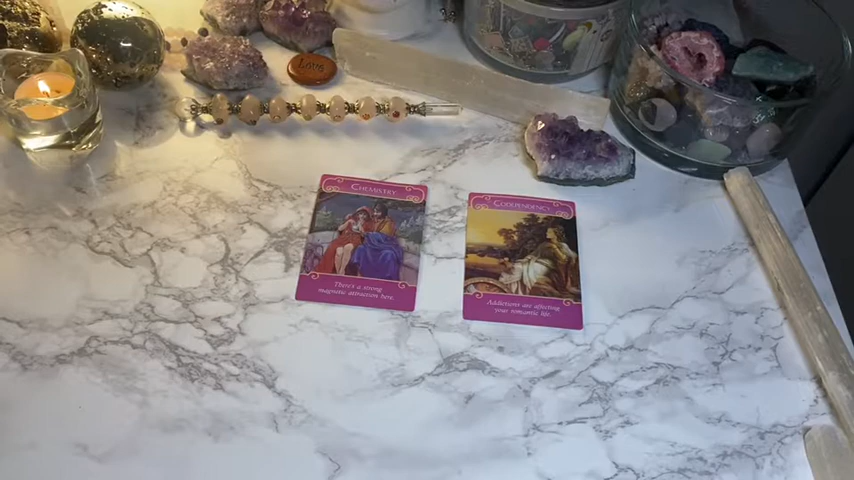 Love
CHEMISTRY
There's a strong
magnetic attraction here.
CODEPENDENCY
Addictions are affecting
your romantic life.